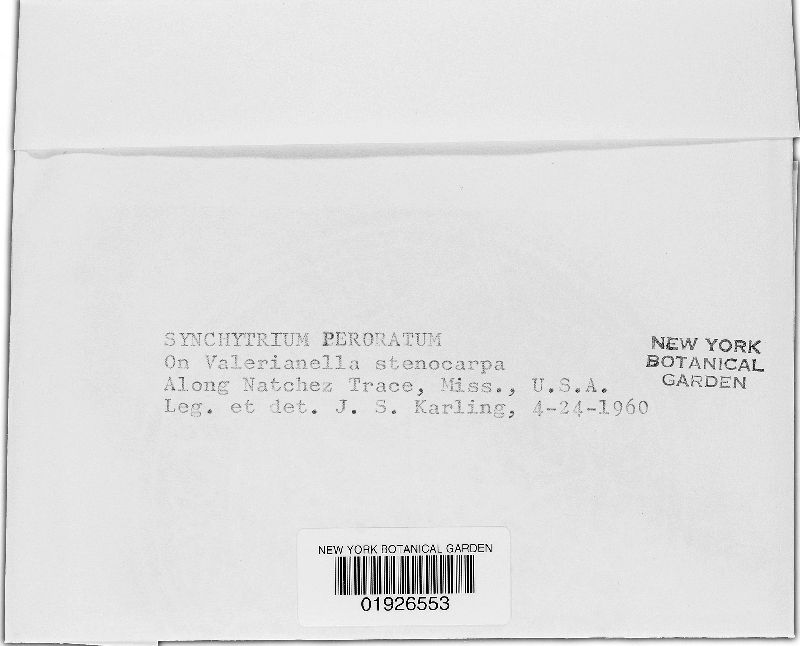 SYNCHYTRIUM PERORATUM
On Valerianella stenocarpa
Along Natchez Trace, Miss., U.S.A.
Leg. et det. J. S. Karling, 4-24-1960
NEW YORK
BOTANICAL
GARDEN
NEW YORK BOTANICAL GARDEN
01926553